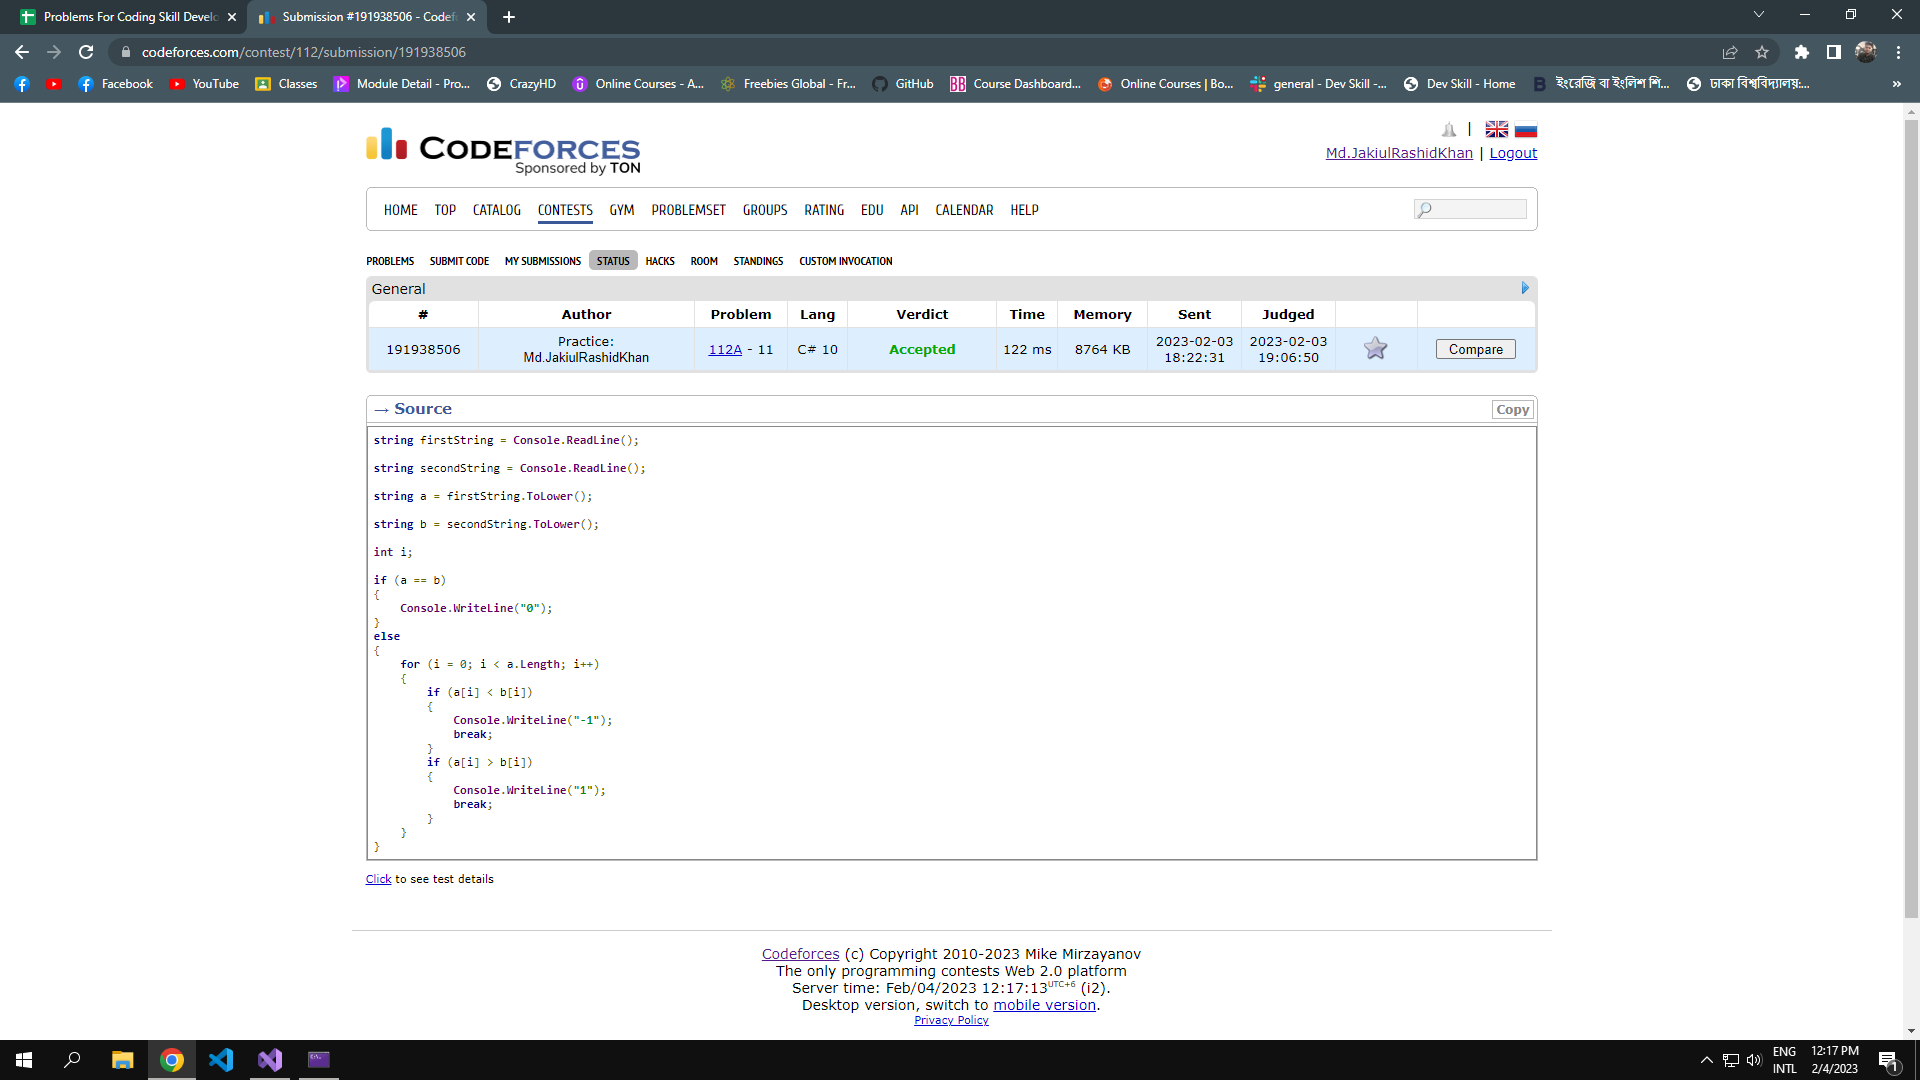 Problems For Coding Skill Develo
Submission #191938506 - Codef
codeforces.com/contest/112/submission/191938506
Facebook
YouTube
Classes
Module Detail - Pro...
CrazyHD
Online Courses - A...
Freebies Global - Fr...
GitHub
Course Dashboard...
Online Courses | Bo...
general - Dev Skill -...
Dev Skill - Home
ইংরেজি বা ইংলিশ শি...
ঢাকা বিশ্ববিদ্যালয়:...
»
CODEFORCES
Sponsored by TON
|
Md.JakiulRashidKhan | Logout
HOME TOP CATALOG CONTESTS GYM PROBLEMSET GROUPS RATING EDU API CALENDAR HELP
PROBLEMS SUBMIT CODE MY SUBMISSIONS STATUS HACKS ROOM STANDINGS CUSTOM INVOCATION
General
# Author Problem Lang Verdict Time Memory Sent Judged
191938506 Practice: Md.JakiulRashidKhan 112A - 11 C# 10 Accepted 122 ms 8764 KB 2023-02-03 18:22:31 2023-02-03 19:06:50 Compare
→ Source
Copy
string firstString = Console.ReadLine();
string secondString = Console.ReadLine();
string a = firstString.ToLower();
string b = secondString.ToLower();
int i;
if (a == b)
{
    Console.WriteLine("0");
}
else
{
    for (i = 0; i < a.Length; i++)
    {
        if (a[i] < b[i])
        {
            Console.WriteLine("-1");
            break;
        }
        if (a[i] > b[i])
        {
            Console.WriteLine("1");
            break;
        }
    }
}
Click to see test details
Codeforces (c) Copyright 2010-2023 Mike Mirzayanov
The only programming contests Web 2.0 platform
Server time: Feb/04/2023 12:17:13UTC+6 (i2).
Desktop version, switch to mobile version.
Privacy Policy
ENG
INTL
12:17 PM
2/4/2023
1